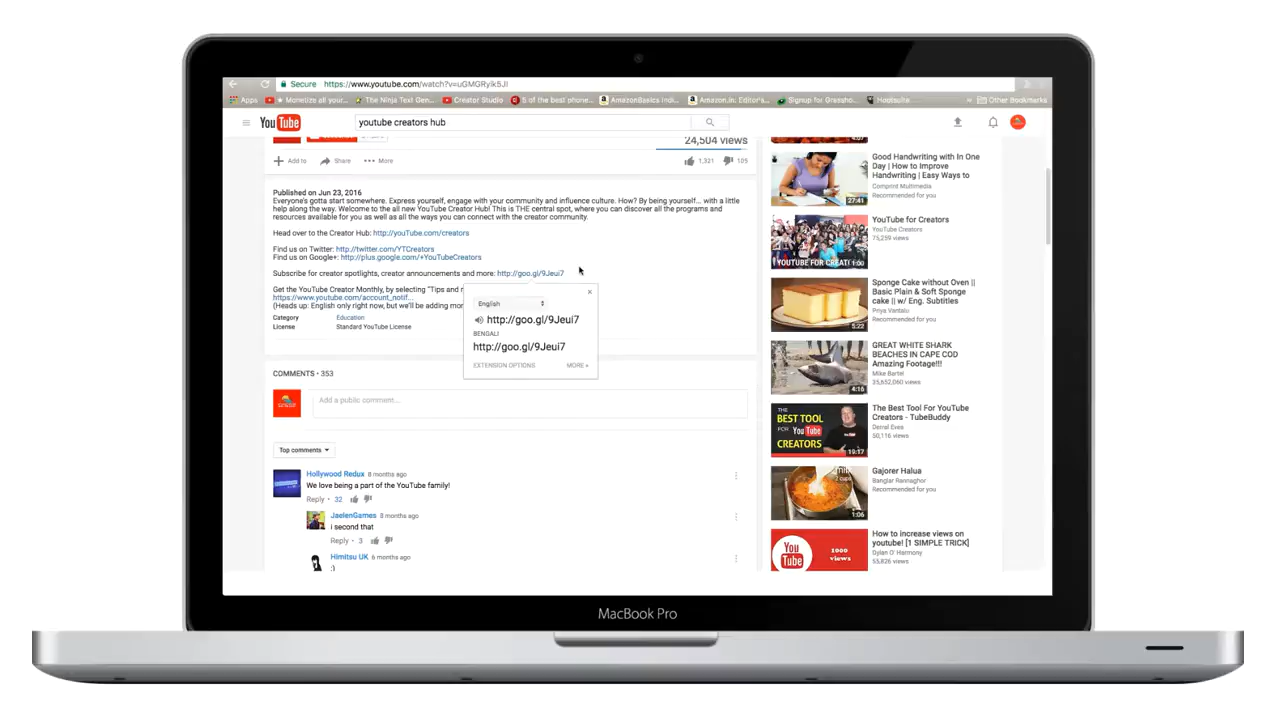 Secure https://www.youtube.com/watch?v=uGMGRyik5JI
Apps ★ Monetize all your... The Ninja Text Gen... Creator Studio 5 of the best phone... AmazonBasics Indi... Amazon.in: Editor's... Signup for Grassho... Hootsuite » Other Bookmarks
YouTube youtube creators hub
24,504 views
Add to Share More 1,321 105
Published on Jun 23, 2016
Everyone's gotta start somewhere. Express yourself, engage with your community and influence culture. How? By being yourself... with a little
help along the way. Welcome to the all new YouTube Creator Hub! This is THE central spot, where you can discover all the programs and
resources available for you as well as all the ways you can connect with the creator community.
Head over to the Creator Hub: http://youTube.com/creators
Find us on Twitter: http://twitter.com/YTCreators
Find us on Google+: http://plus.google.com/+YouTubeCreators
Subscribe for creator spotlights, creator announcements and more: http://goo.gl/9Jeui7
Get the YouTube Creator Monthly, by selecting "Tips and
https://www.youtube.com/account_notif...
(Heads up: English only right now, but we'll be adding
Category Education
License Standard YouTube License
English
http://goo.gl/9Jeui7
BENGALI
http://goo.gl/9Jeui7
EXTENSION OPTIONS MORE »
COMMENTS • 353
Add a public comment...
Top comments
Hollywood Redux 8 months ago
We love being a part of the YouTube family!
Reply • 32
JaelenGames 8 months ago
i second that
Reply • 3
Himitsu UK 6 months ago
:)
Good Handwriting with In One
Day | How to Improve
Handwriting | Easy Ways to
Comprint Multimedia
Recommended for you
27:41
YouTube for Creators
YouTube Creators
75,259 views
YOUTUBE FOR CREAT 1:00
Sponge Cake without Oven ||
Basic Plain & Soft Sponge
cake || w/ Eng. Subtitles
Priya Vantalu
Recommended for you
5:22
GREAT WHITE SHARK
BEACHES IN CAPE COD
Amazing Footage!!!
Mike Bartel
4:16
The Best Tool For YouTube
Creators - TubeBuddy
Derral Eves
50,116 views
THE
BEST TOOL
FOR YouTube
CREATORS
19:17
Gajorer Halua
Banglar Rannaghor
Recommended for you
1:06
How to increase views on
youtube! [1 SIMPLE TRICK]
Dylan O' Harmony
55,826 views
You Tube
1000
views
MacBook Pro